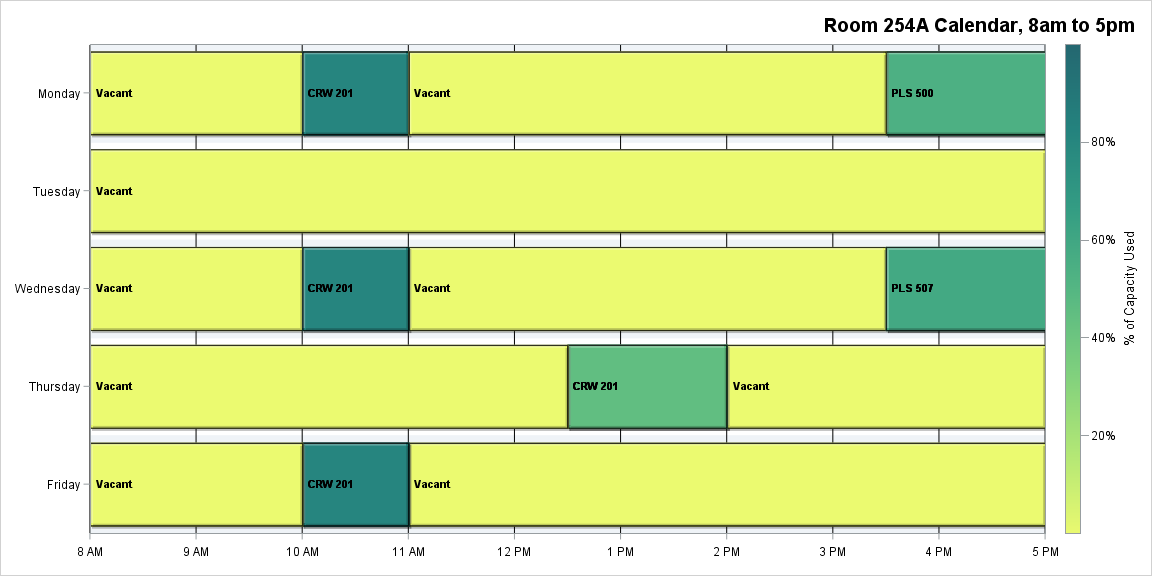 Room 254A Calendar, 8am to 5pm
Monday
Vacant
CRW 201
Vacant
PLS 500
Tuesday
Vacant
Wednesday
Vacant
CRW 201
Vacant
PLS 507
Thursday
Vacant
CRW 201
Vacant
Friday
Vacant
CRW 201
Vacant
8 AM 9 AM 10 AM 11 AM 12 PM 1 PM 2 PM 3 PM 4 PM 5 PM
80%
60%
40%
20%
% of Capacity Used